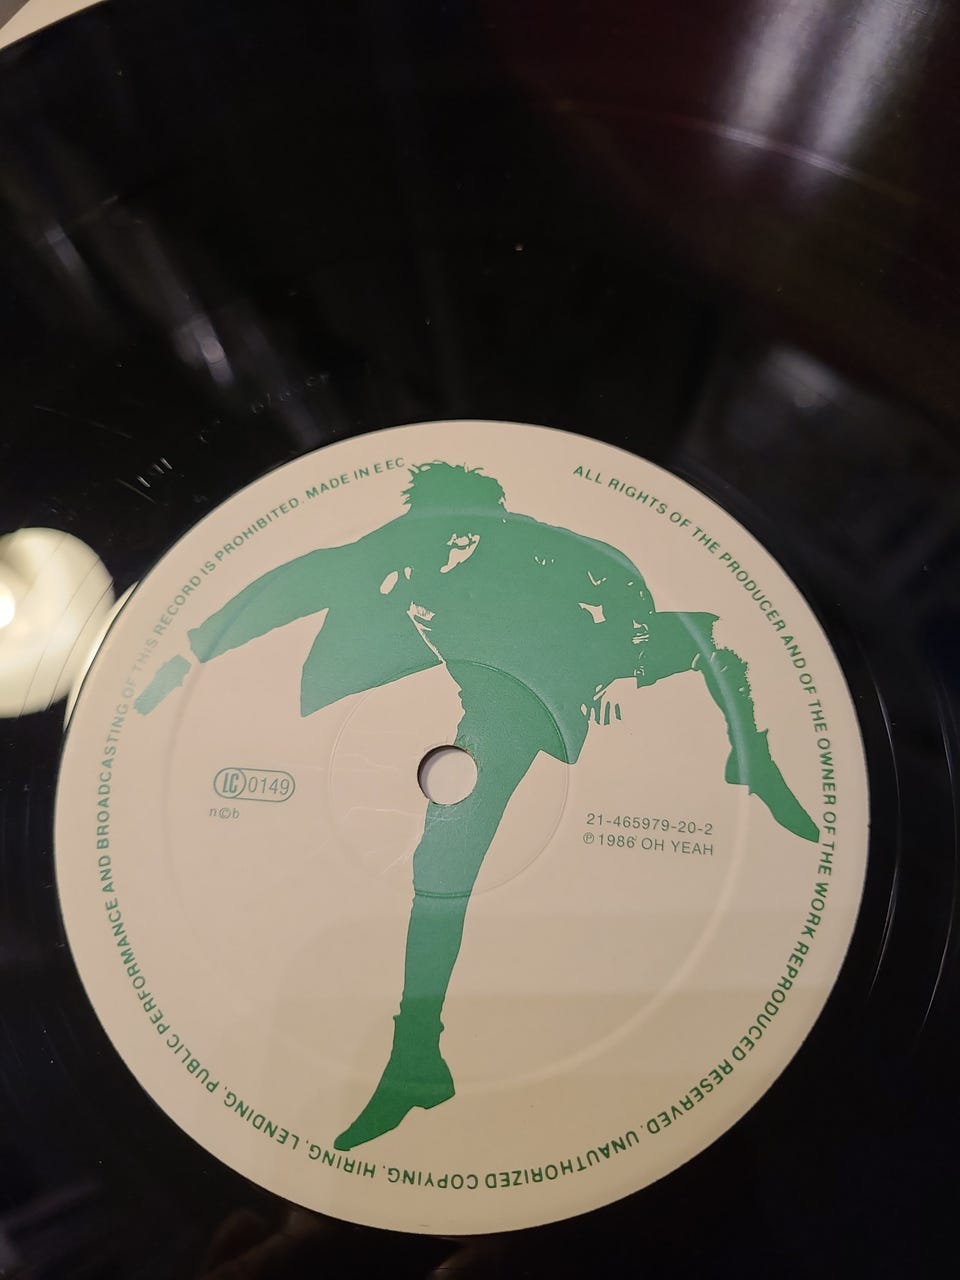 ALL RIGHTS OF THE PRODUCER AND OF THE OWNER OF THE WORK REPRODUCED RESERVED. UNAUTHORIZED COPYING, HIRING, LENDING, PUBLIC PERFORMANCE AND BROADCASTING OF THIS RECORD IS PROHIBITED. MADE IN EEC
LC 0149
n©b
21-465979-20-2
℗ 1986 OH YEAH